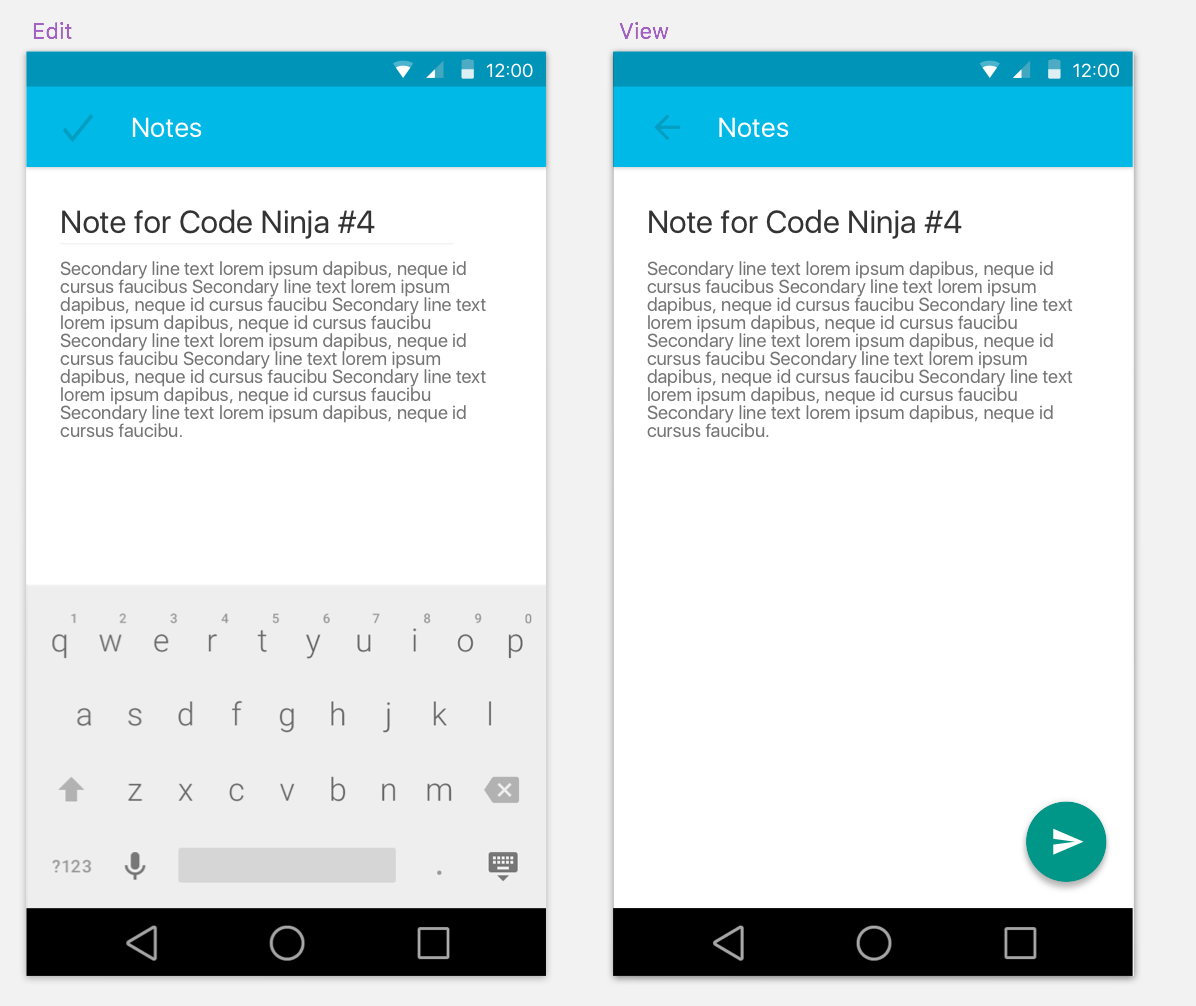 Edit
12:00
Notes
Note for Code Ninja #4
Secondary line text lorem ipsum dapibus, neque id
cursus faucibus Secondary line text lorem ipsum
dapibus, neque id cursus faucibu Secondary line text
lorem ipsum dapibus, neque id cursus faucibu
Secondary line text lorem ipsum dapibus, neque id
cursus faucibu Secondary line text lorem ipsum
dapibus, neque id cursus faucibu Secondary line text
lorem ipsum dapibus, neque id cursus faucibu
Secondary line text lorem ipsum dapibus, neque id
cursus faucibu.
1 2 3 4 5 6 7 8 9 0
q w e r t y u i o p
a s d f g h j k l
z x c v b n m
?123 .
View
12:00
Notes
Note for Code Ninja #4
Secondary line text lorem ipsum dapibus, neque id
cursus faucibus Secondary line text lorem ipsum
dapibus, neque id cursus faucibu Secondary line text
lorem ipsum dapibus, neque id cursus faucibu
Secondary line text lorem ipsum dapibus, neque id
cursus faucibu Secondary line text lorem ipsum
dapibus, neque id cursus faucibu Secondary line text
lorem ipsum dapibus, neque id cursus faucibu
Secondary line text lorem ipsum dapibus, neque id
cursus faucibu.